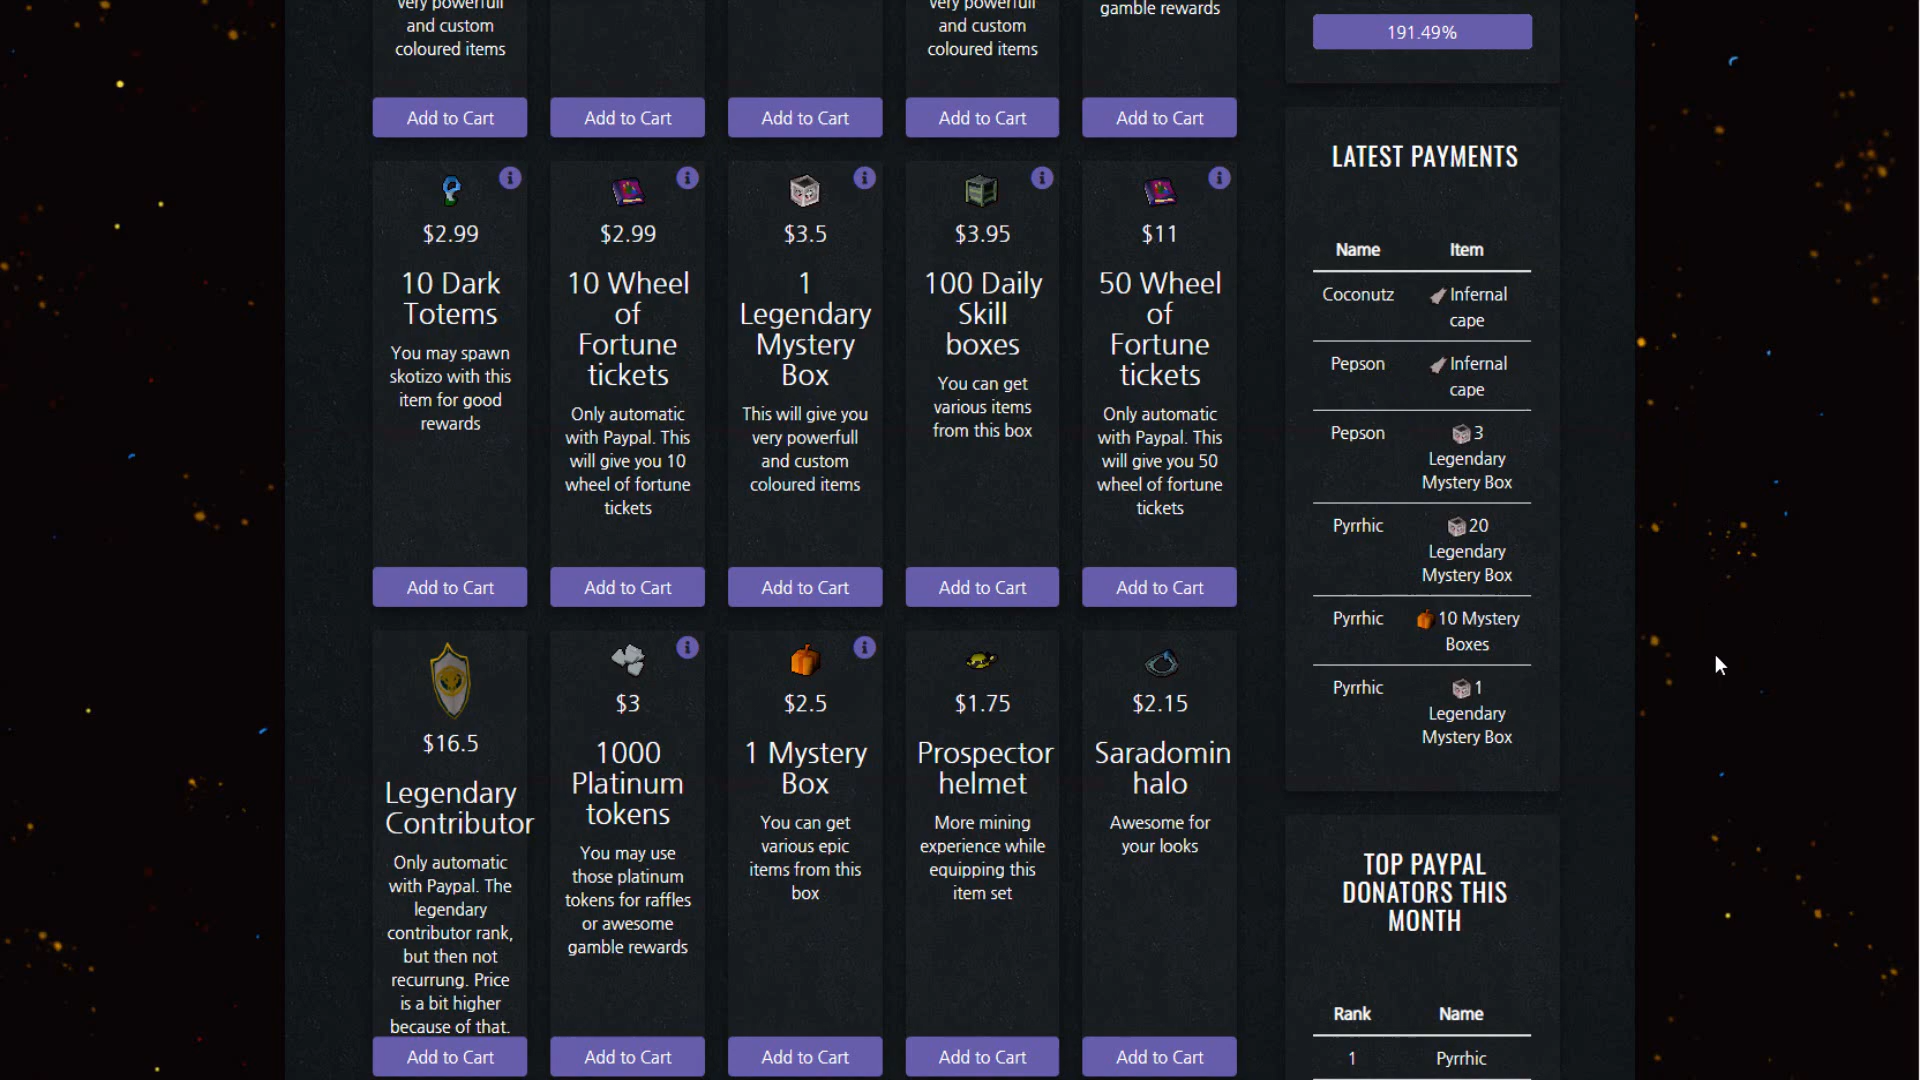 very powerfull
and custom
coloured items
very powerfull
and custom
coloured items
gamble rewards
Add to Cart
Add to Cart
Add to Cart
Add to Cart
Add to Cart
$2.99
10 Dark
Totems
You may spawn
skotizo with this
item for good
rewards
Add to Cart
$2.99
10 Wheel
of
Fortune
tickets
Only automatic
with Paypal. This
will give you 10
wheel of fortune
tickets
Add to Cart
$3.5
1
Legendary
Mystery
Box
This will give you
very powerfull
and custom
coloured items
Add to Cart
$3.95
100 Daily
Skill
boxes
You can get
various items
from this box
Add to Cart
$11
50 Wheel
of
Fortune
tickets
Only automatic
with Paypal. This
will give you 50
wheel of fortune
tickets
Add to Cart
$16.5
Legendary
Contributor
Only automatic
with Paypal. The
legendary
contributor rank,
but then not
recurrung. Price
is a bit higher
because of that.
Add to Cart
$3
1000
Platinum
tokens
You may use
those platinum
tokens for raffles
or awesome
gamble rewards
Add to Cart
$2.5
1 Mystery
Box
You can get
various epic
items from this
box
Add to Cart
$1.75
Prospector
helmet
More mining
experience while
equipping this
item set
Add to Cart
$2.15
Saradomin
halo
Awesome for
your looks
Add to Cart
191.49%
LATEST PAYMENTS
Name Item
Coconutz Infernal
cape
Pepson Infernal
cape
Pepson 3
Legendary
Mystery Box
Pyrrhic 20
Legendary
Mystery Box
Pyrrhic 10 Mystery
Boxes
Pyrrhic 1
Legendary
Mystery Box
TOP PAYPAL
DONATORS THIS
MONTH
Rank Name
1 Pyrrhic